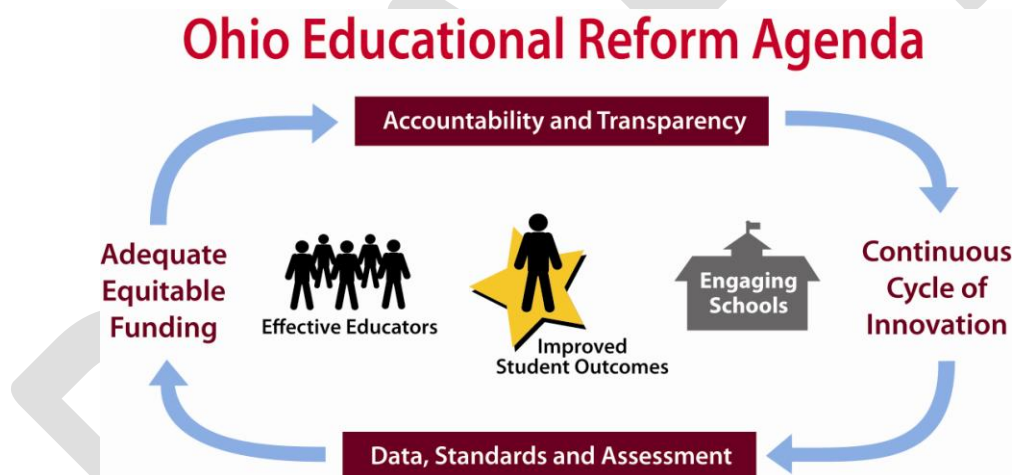 Ohio Educational Reform Agenda
Accountability and Transparency
Adequate
Equitable
Funding
Effective Educators
Improved
Student Outcomes
Engaging
Schools
Continuous
Cycle of
Innovation
Data, Standards and Assessment